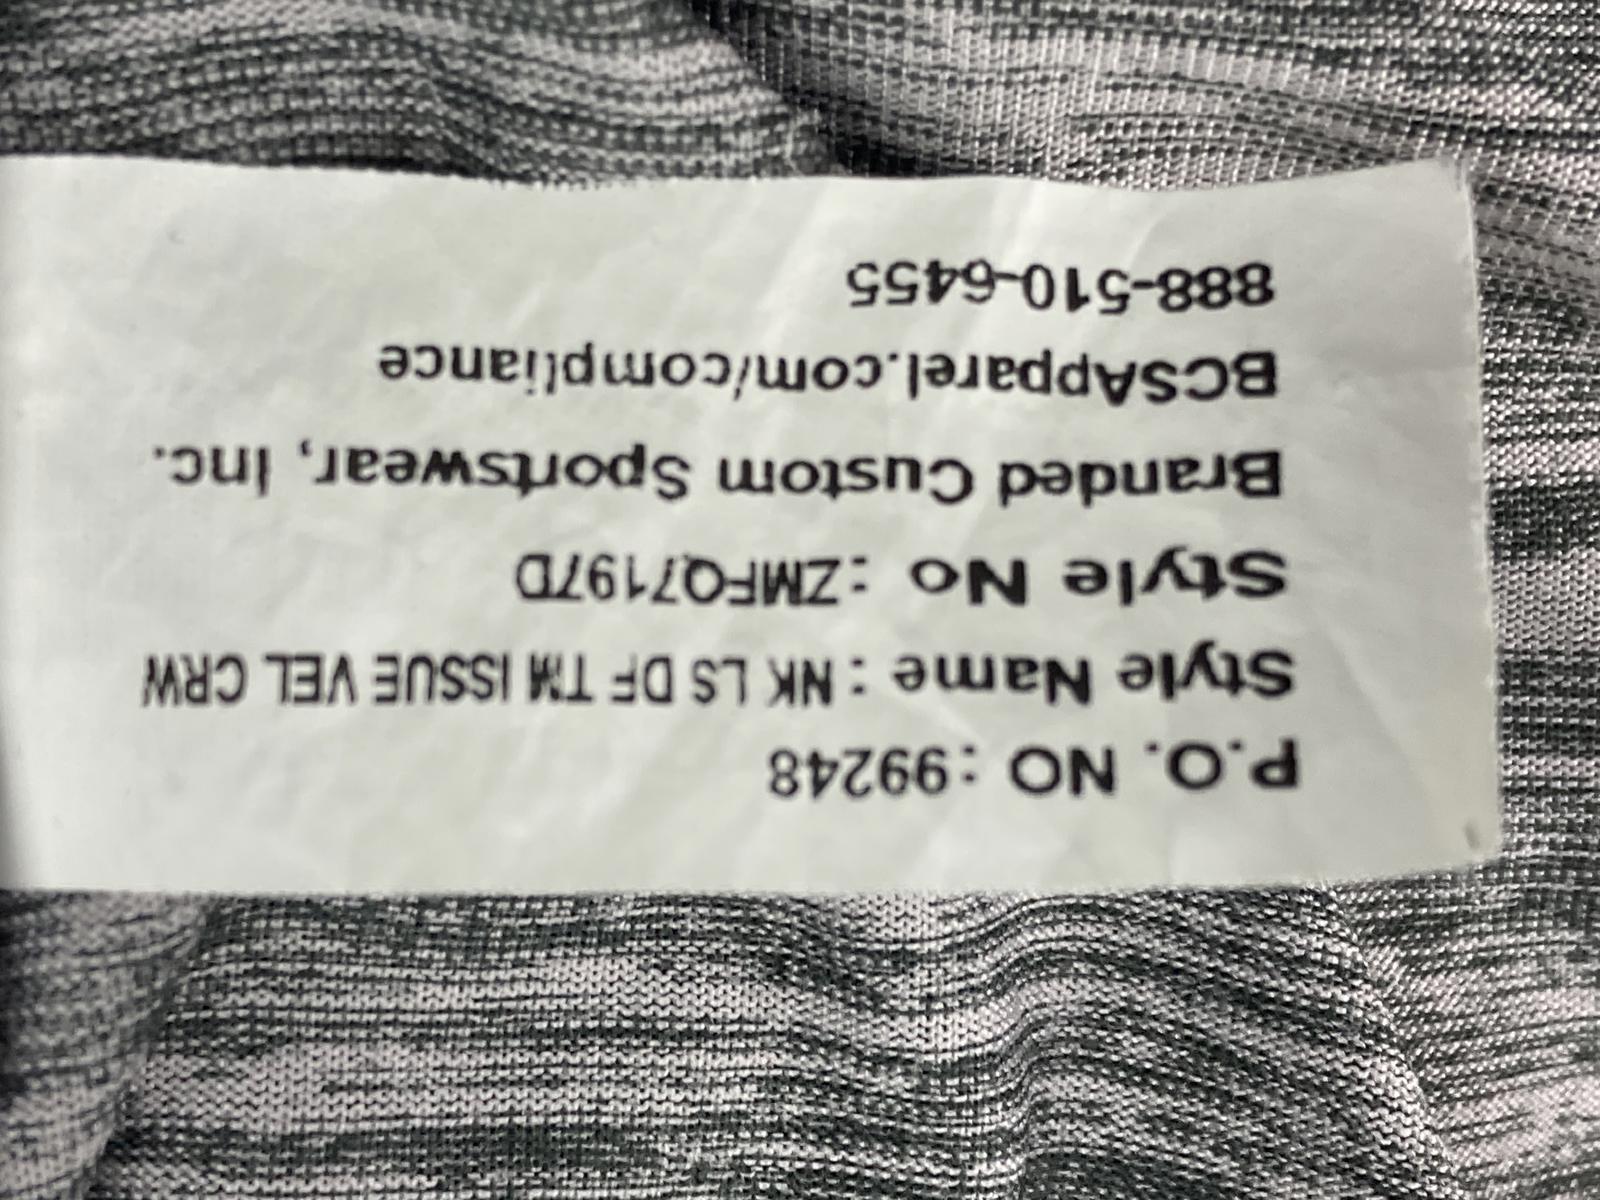 P.O. NO : 99248
Style Name : NK LS DF TM ISSUE VEL CRW
Style No : ZMFQ7197D
Branded Custom Sportswear, Inc.
BCSApparel.com/compliance
888-510-6455